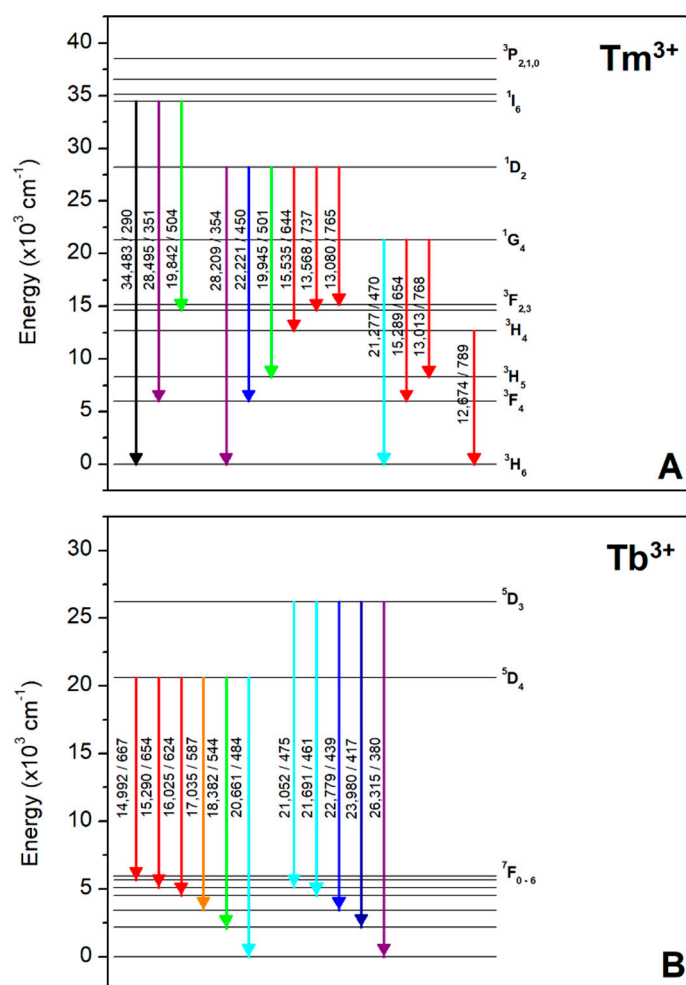 Tm³⁺
³P₂,₁,₀
¹I₆
¹D₂
¹G₄
³F₂,₃
³H₄
³H₅
³F₄
³H₆
40
35
30
25
20
15
10
5
0
Energy (x10³ cm⁻¹)
34,483 / 290
28,495 / 351
19,842 / 504
28,209 / 354
22,221 / 450
19,945 / 501
15,535 / 644
13,568 / 737
13,080 / 765
21,277 / 470
15,289 / 654
13,013 / 768
12,674 / 789
A
Tb³⁺
⁵D₃
⁵D₄
⁷F₀₋₆
30
25
20
15
10
5
0
Energy (x10³ cm⁻¹)
14,992 / 667
15,290 / 654
16,025 / 624
17,035 / 587
18,382 / 544
20,661 / 484
21,052 / 475
21,691 / 461
22,779 / 439
23,980 / 417
26,315 / 380
B